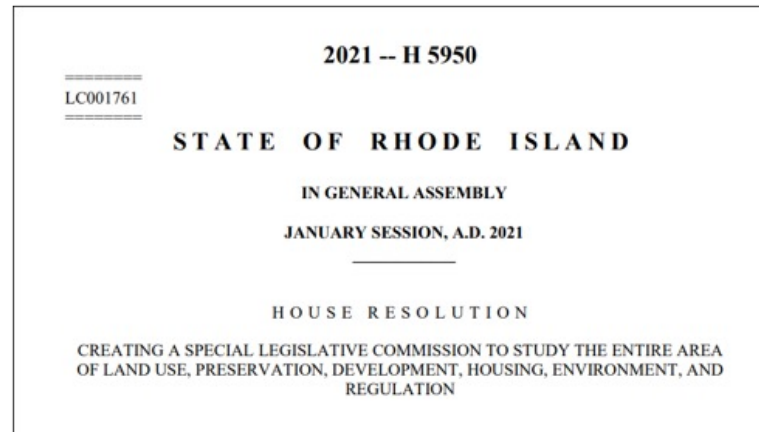 2021 -- H 5950
========
LC001761
========
STATE OF RHODE ISLAND
IN GENERAL ASSEMBLY
JANUARY SESSION, A.D. 2021
____________
HOUSE RESOLUTION
CREATING A SPECIAL LEGISLATIVE COMMISSION TO STUDY THE ENTIRE AREA
OF LAND USE, PRESERVATION, DEVELOPMENT, HOUSING, ENVIRONMENT, AND
REGULATION